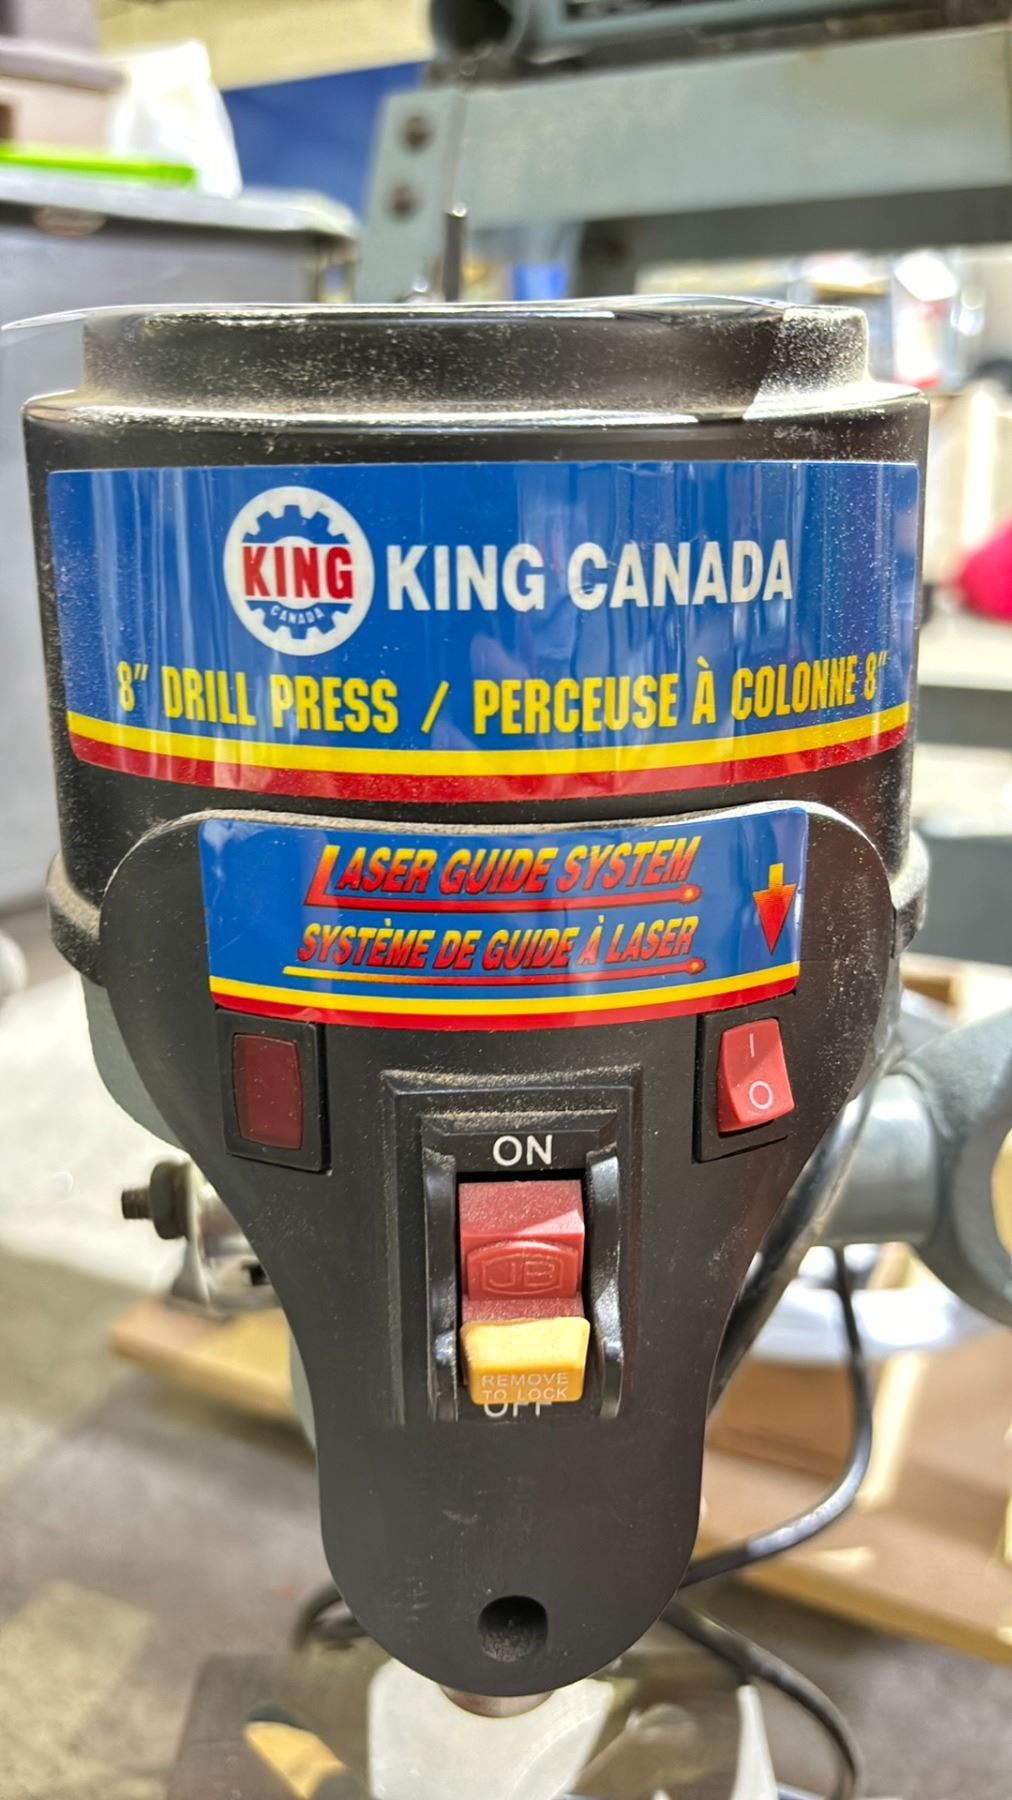 KING
CANADA
KING CANADA
8" DRILL PRESS / PERCEUSE À COLONNE 8"
LASER GUIDE SYSTEM
SYSTÈME DE GUIDE À LASER
I
O
ON
JB
REMOVE
TO LOCK
OFF